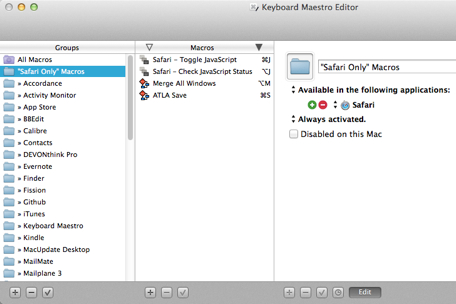 Keyboard Maestro Editor
Groups
All Macros
"Safari Only" Macros
» Accordance
» Activity Monitor
» App Store
» BBEdit
» Calibre
» Contacts
» DEVONthink Pro
» Evernote
» Finder
» Fission
» Github
» iTunes
» Keyboard Maestro
» Kindle
» MacUpdate Desktop
» MailMate
» Mailplane 3
Macros
Safari - Toggle JavaScript ⌘J
Safari - Check JavaScript Status ⌥J
Merge All Windows ⌥M
ATLA Save ⌘S
"Safari Only" Macros
Available in the following applications:
Safari
Always activated.
Disabled on this Mac
Edit